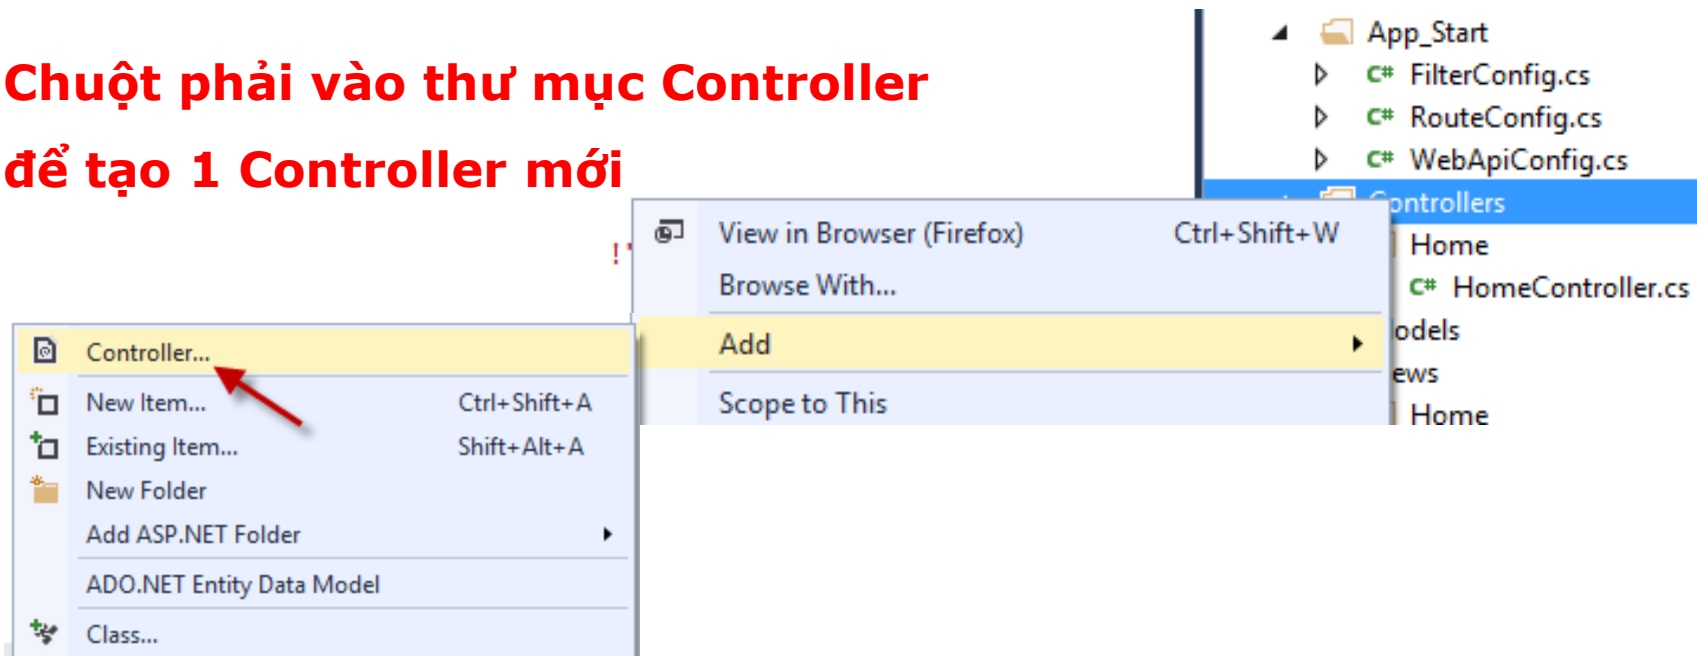 Chuột phải vào thư mục Controller
để tạo 1 Controller mới
App_Start
C# FilterConfig.cs
C# RouteConfig.cs
C# WebApiConfig.cs
Controllers
Home
C# HomeController.cs
odels
ews
Home
View in Browser (Firefox) Ctrl+Shift+W
Browse With...
Add
Scope to This
Controller...
New Item... Ctrl+Shift+A
Existing Item... Shift+Alt+A
New Folder
Add ASP.NET Folder
ADO.NET Entity Data Model
Class...